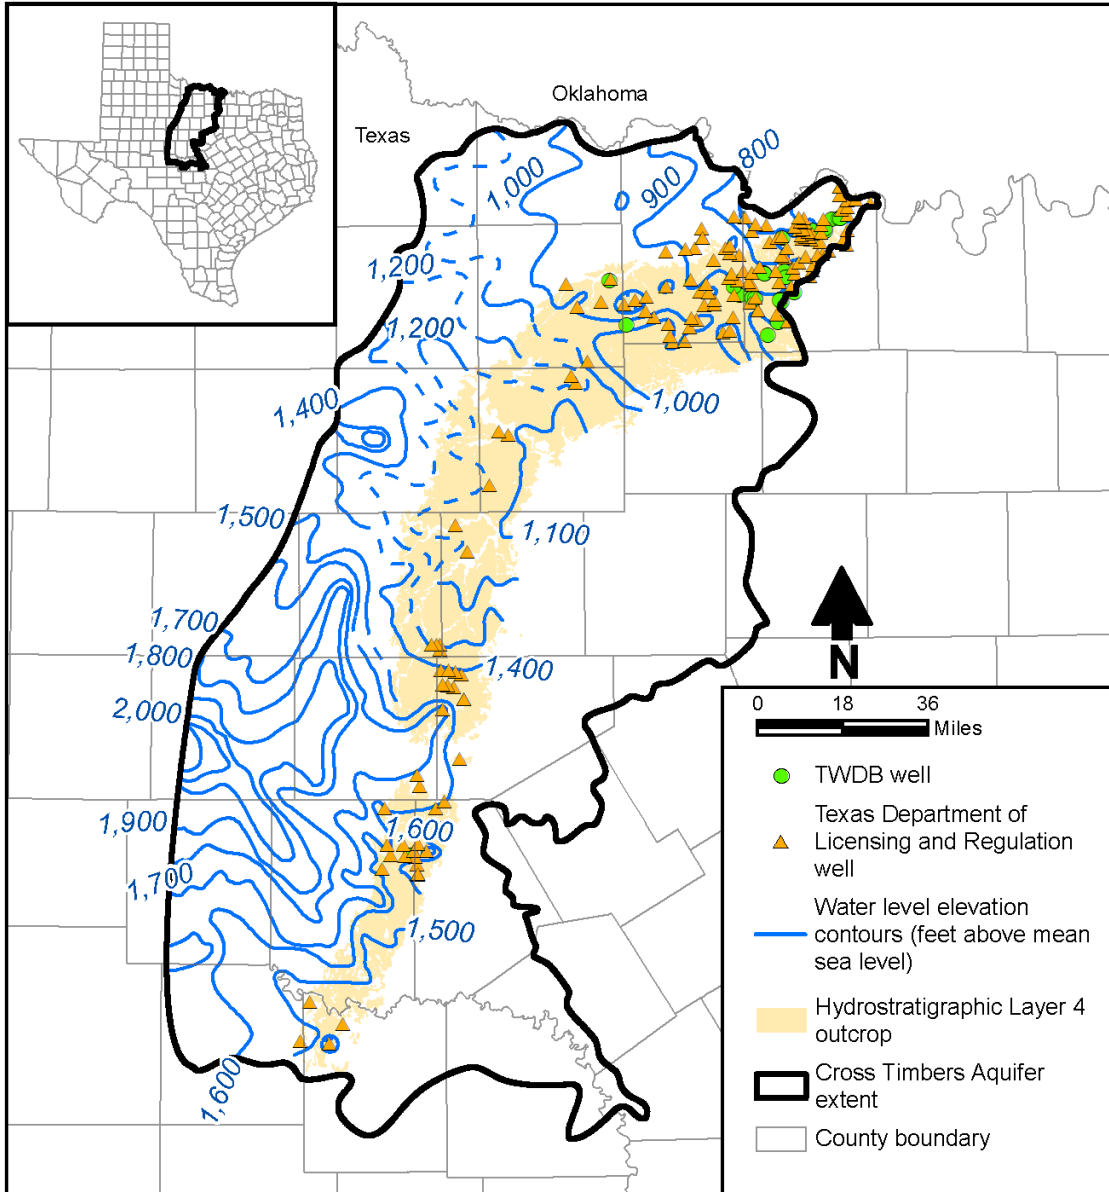 Oklahoma
Texas
800
900
1,000
1,200
1,200
1,400
1,000
1,500
1,100
1,700
1,800
1,400
2,000
1,900
1,600
1,700
1,500
1,600
N
0 18 36
Miles
TWDB well
Texas Department of
Licensing and Regulation
well
Water level elevation
contours (feet above mean
sea level)
Hydrostratigraphic Layer 4
outcrop
Cross Timbers Aquifer
extent
County boundary